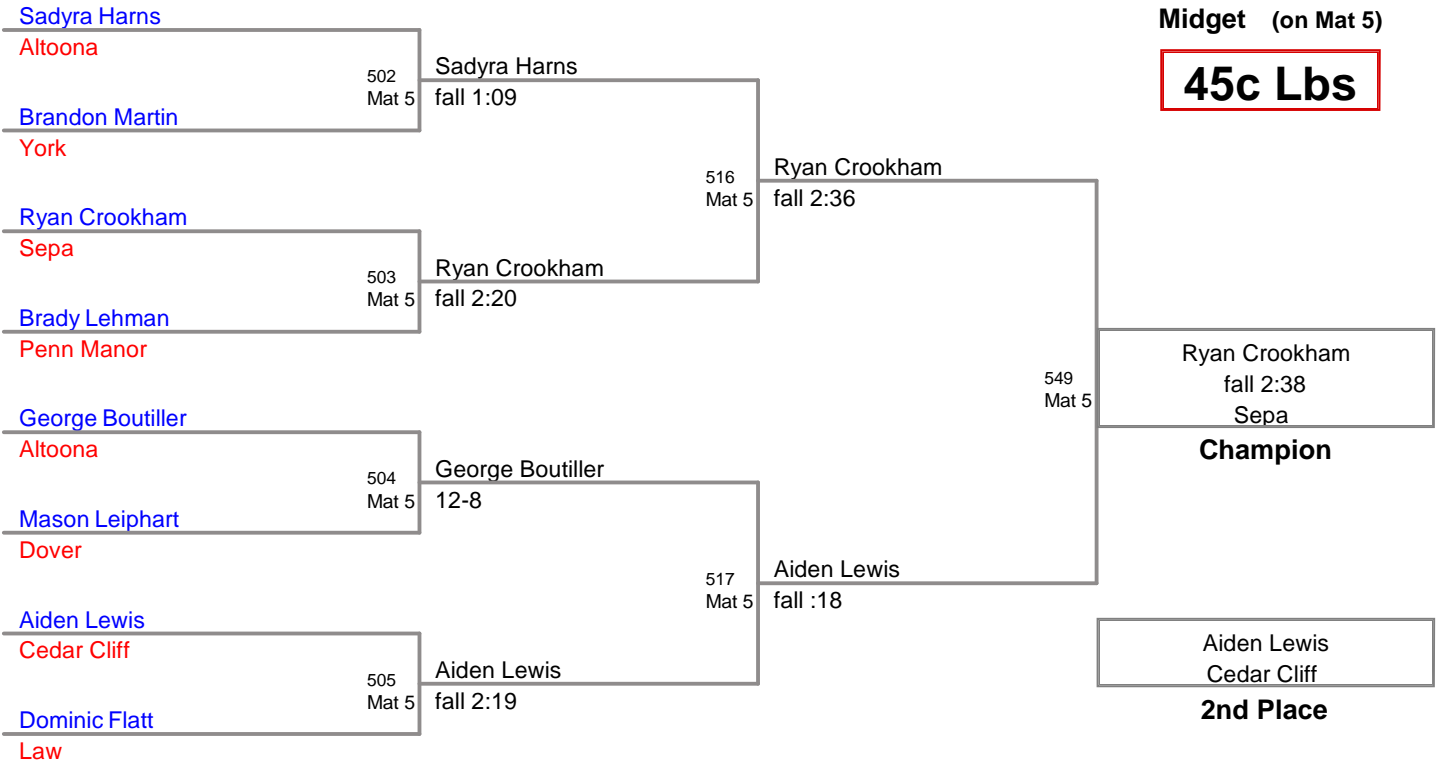 Midget (on Mat 5)
45c Lbs
Sadyra Harns
Altoona
502
Mat 5
Sadyra Harns
fall 1:09
Brandon Martin
York
516
Mat 5
Ryan Crookham
fall 2:36
Ryan Crookham
Sepa
503
Mat 5
Ryan Crookham
fall 2:20
Brady Lehman
Penn Manor
549
Mat 5
Ryan Crookham
fall 2:38
Sepa
Champion
George Boutiller
Altoona
504
Mat 5
George Boutiller
12-8
Mason Leiphart
Dover
517
Mat 5
Aiden Lewis
fall :18
Aiden Lewis
Cedar Cliff
505
Mat 5
Aiden Lewis
fall 2:19
Dominic Flatt
Law
Aiden Lewis
Cedar Cliff
2nd Place